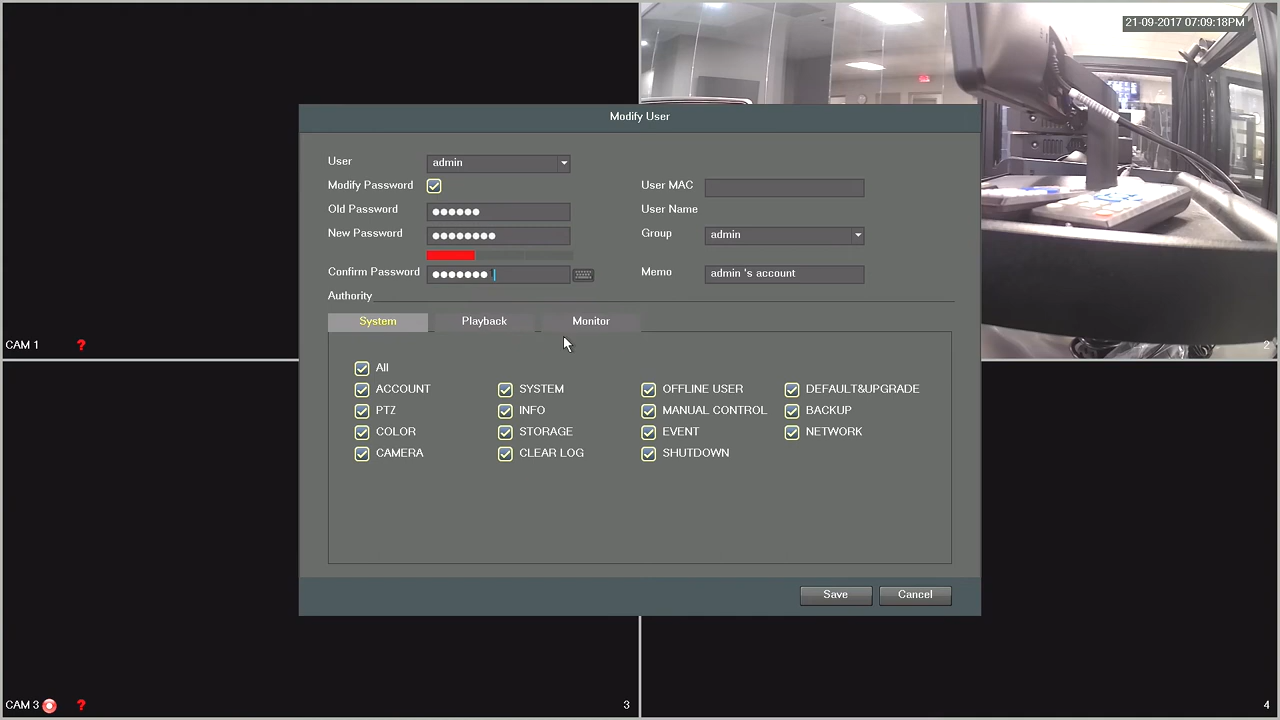 21-09-2017 07:09:18PM
Modify User
User admin
Modify Password User MAC
Old Password ●●●●●● User Name
New Password ●●●●●●●● Group admin
Confirm Password ●●●●●●● Memo admin 's account
Authority
System Playback Monitor
CAM 1 ? 2
All
ACCOUNT SYSTEM OFFLINE USER DEFAULT&UPGRADE
PTZ INFO MANUAL CONTROL BACKUP
COLOR STORAGE EVENT NETWORK
CAMERA CLEAR LOG SHUTDOWN
Save Cancel
CAM 3 ? 3 4